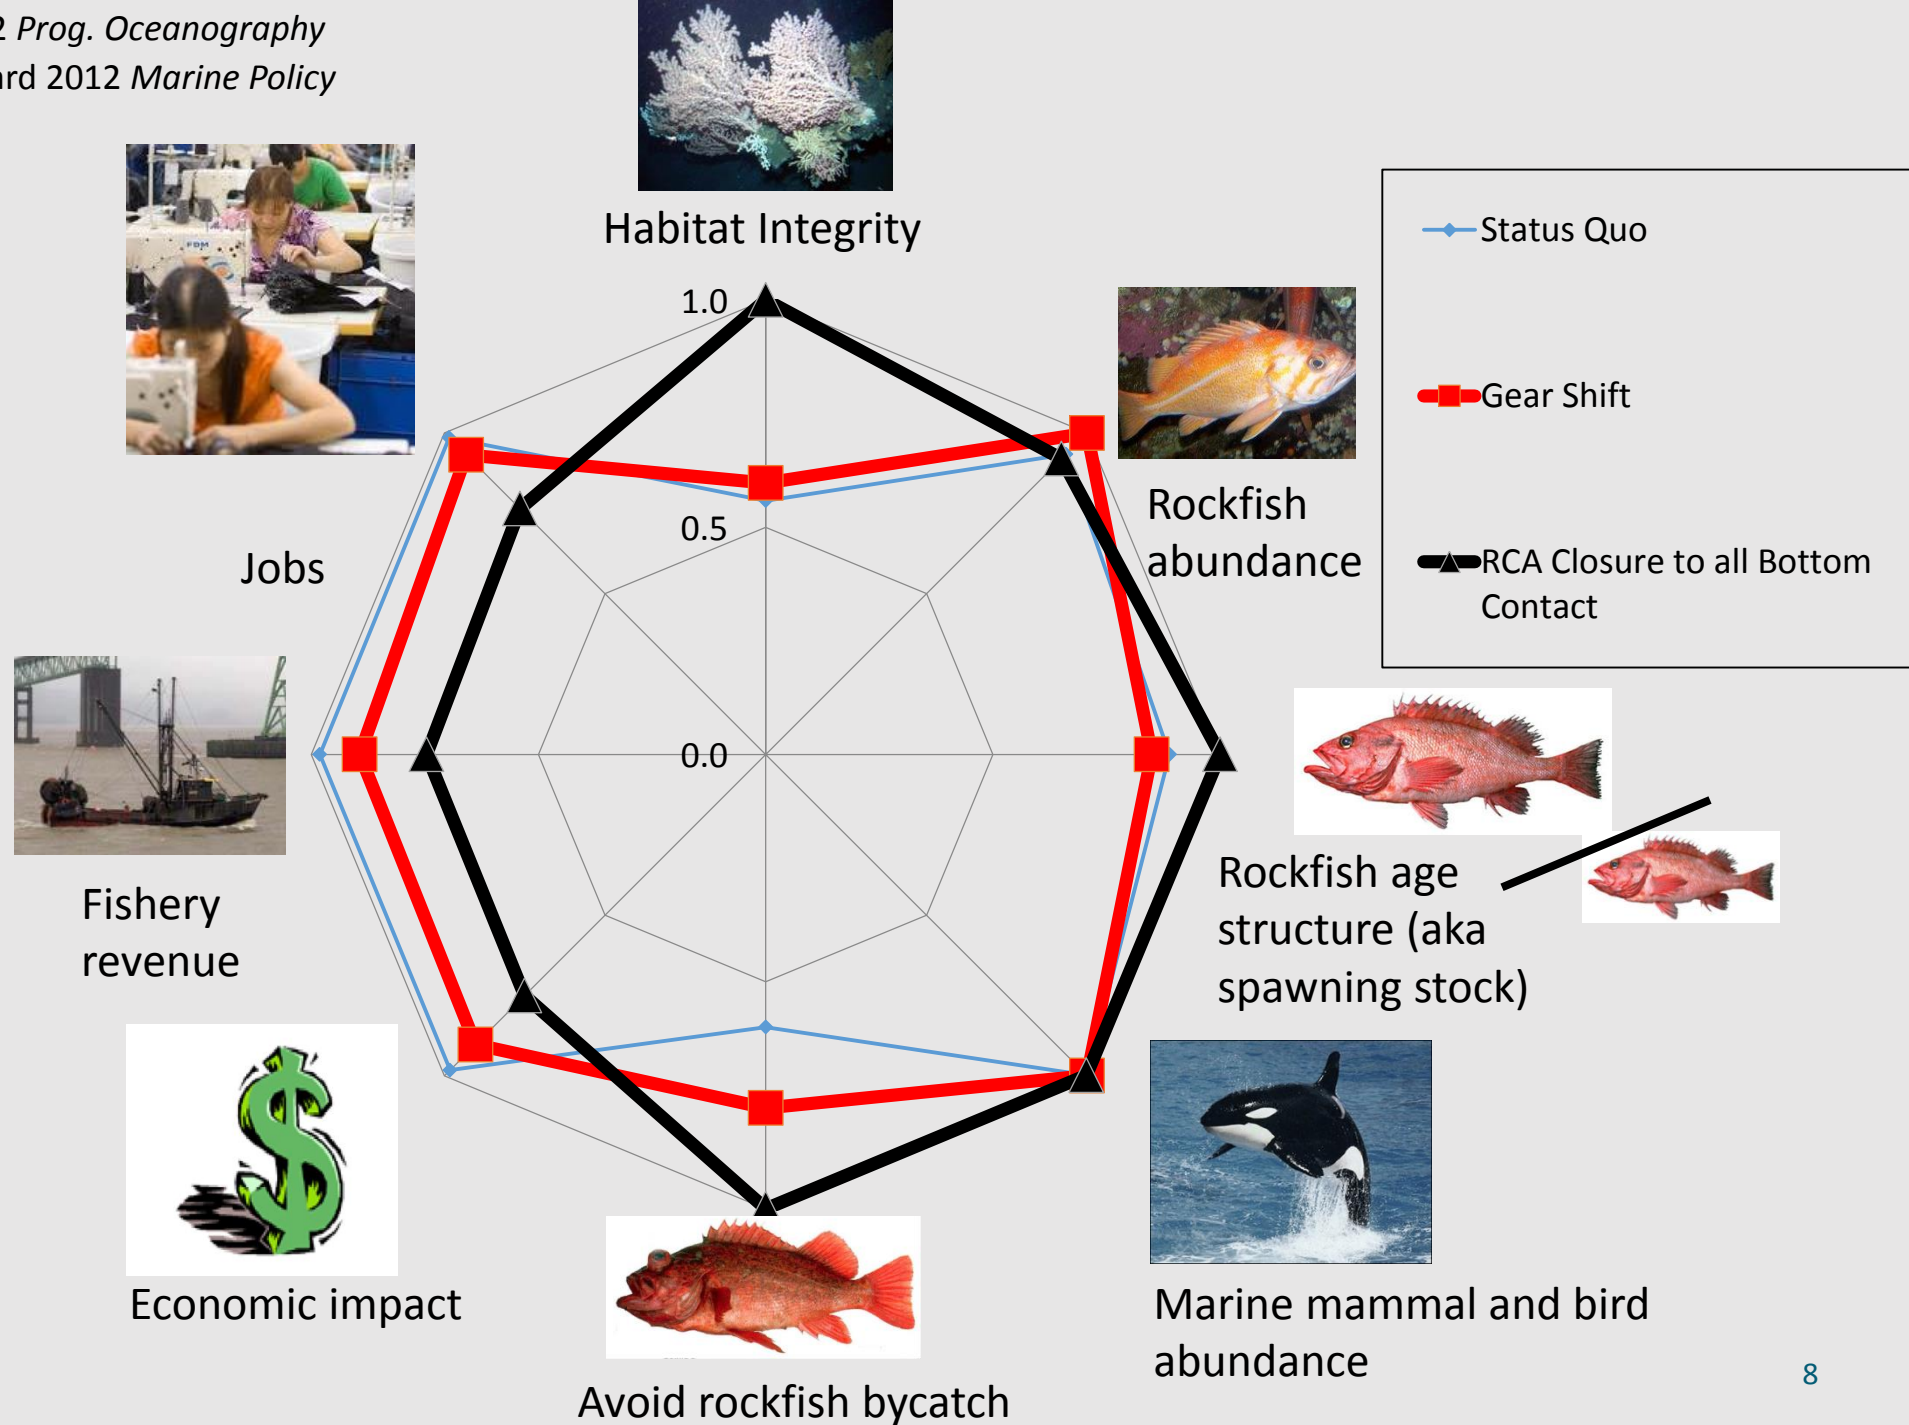 2 Prog. Oceanography
ard 2012 Marine Policy
Habitat Integrity
Status Quo
Gear Shift
RCA Closure to all Bottom
Contact
1.0
0.5
0.0
Rockfish
abundance
Jobs
FDM
Fishery
revenue
Rockfish age
structure (aka
spawning stock)
Economic impact
Marine mammal and bird
abundance
Avoid rockfish bycatch
8